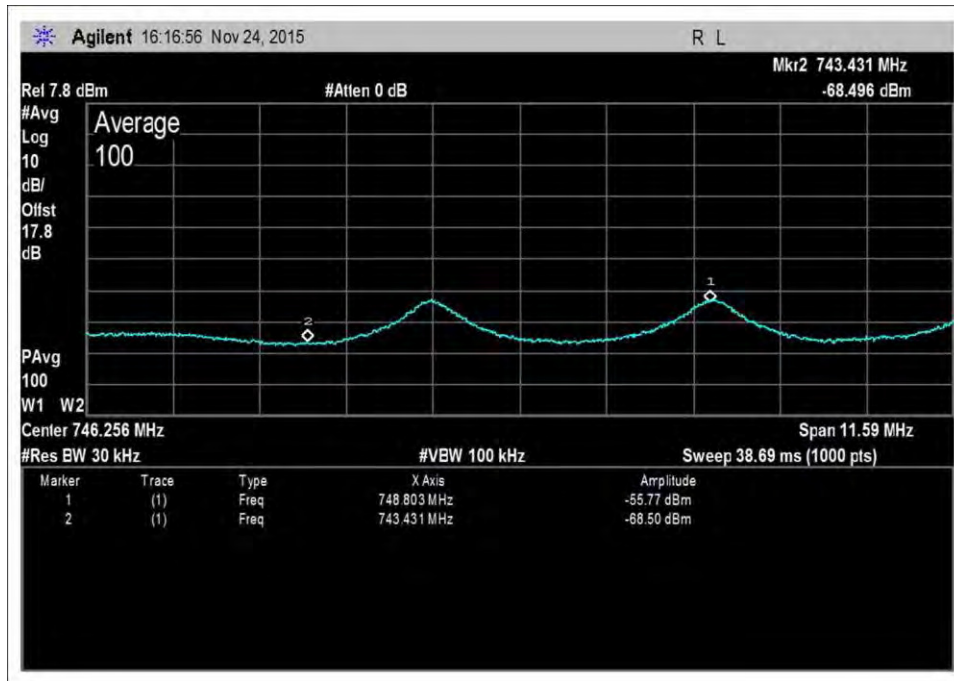 Agilent 16:16:56 Nov 24, 2015 R L
Mkr2 743.431 MHz
Ref 7.8 dBm #Atten 0 dB -68.496 dBm
#Avg
Log
10
dB/
Offst
17.8
dB
Average
100
1
2
PAvg
100
W1 W2
Center 746.256 MHz Span 11.59 MHz
#Res BW 30 kHz #VBW 100 kHz Sweep 38.69 ms (1000 pts)
Marker Trace Type X Axis Amplitude
1 (1) Freq 748.803 MHz -55.77 dBm
2 (1) Freq 743.431 MHz -68.50 dBm